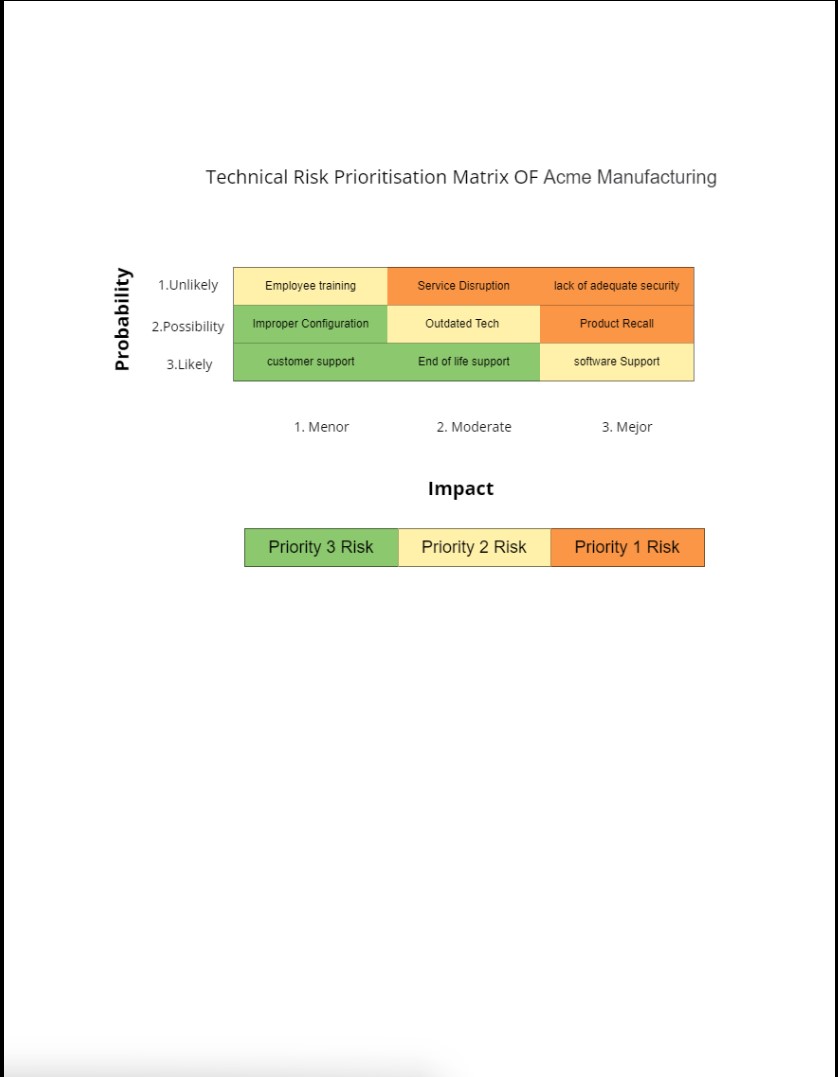 Technical Risk Prioritisation Matrix OF Acme Manufacturing
Probability
1.Unlikely Employee training Service Disruption lack of adequate security
2.Possibility Improper Configuration Outdated Tech Product Recall
3.Likely customer support End of life support software Support
1. Menor 2. Moderate 3. Mejor
Impact
Priority 3 Risk Priority 2 Risk Priority 1 Risk